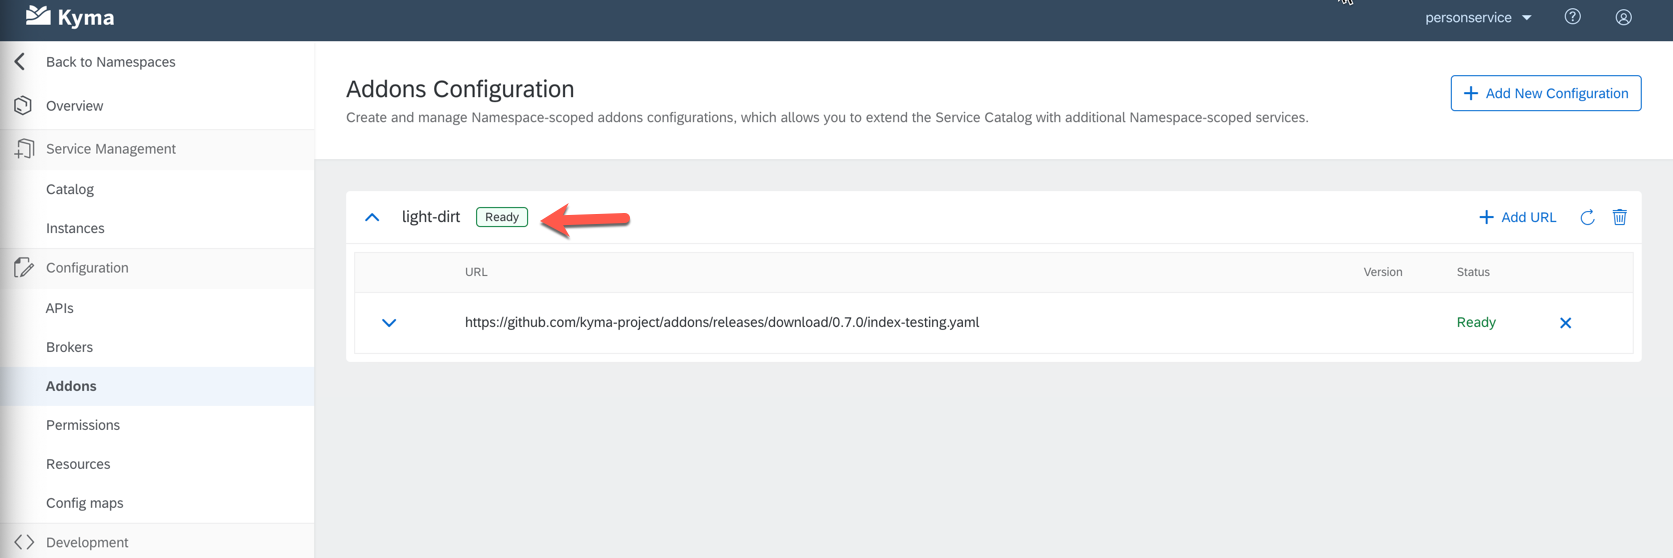 Kyma
personservice
Back to Namespaces
Overview
Service Management
Catalog
Instances
Configuration
APIs
Brokers
Addons
Permissions
Resources
Config maps
Development
Addons Configuration
Add New Configuration
Create and manage Namespace-scoped addons configurations, which allows you to extend the Service Catalog with additional Namespace-scoped services.
light-dirt Ready Add URL
URL Version Status
https://github.com/kyma-project/addons/releases/download/0.7.0/index-testing.yaml Ready